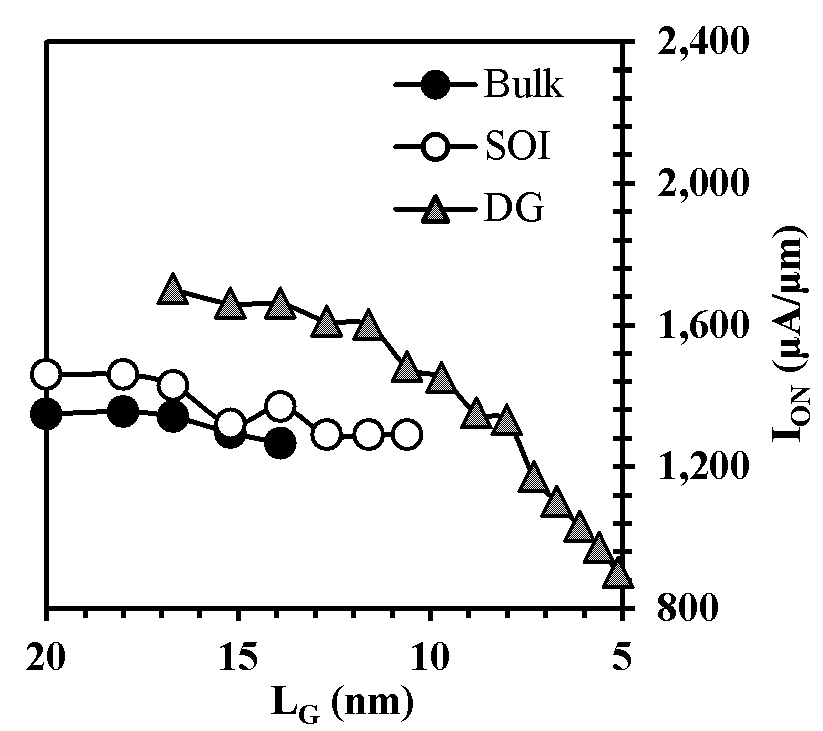 2,400
Bulk
SOI
2,000
DG
1,600
1,200
800
I_ON (μA/μm)
20 15 10 5
L_G (nm)